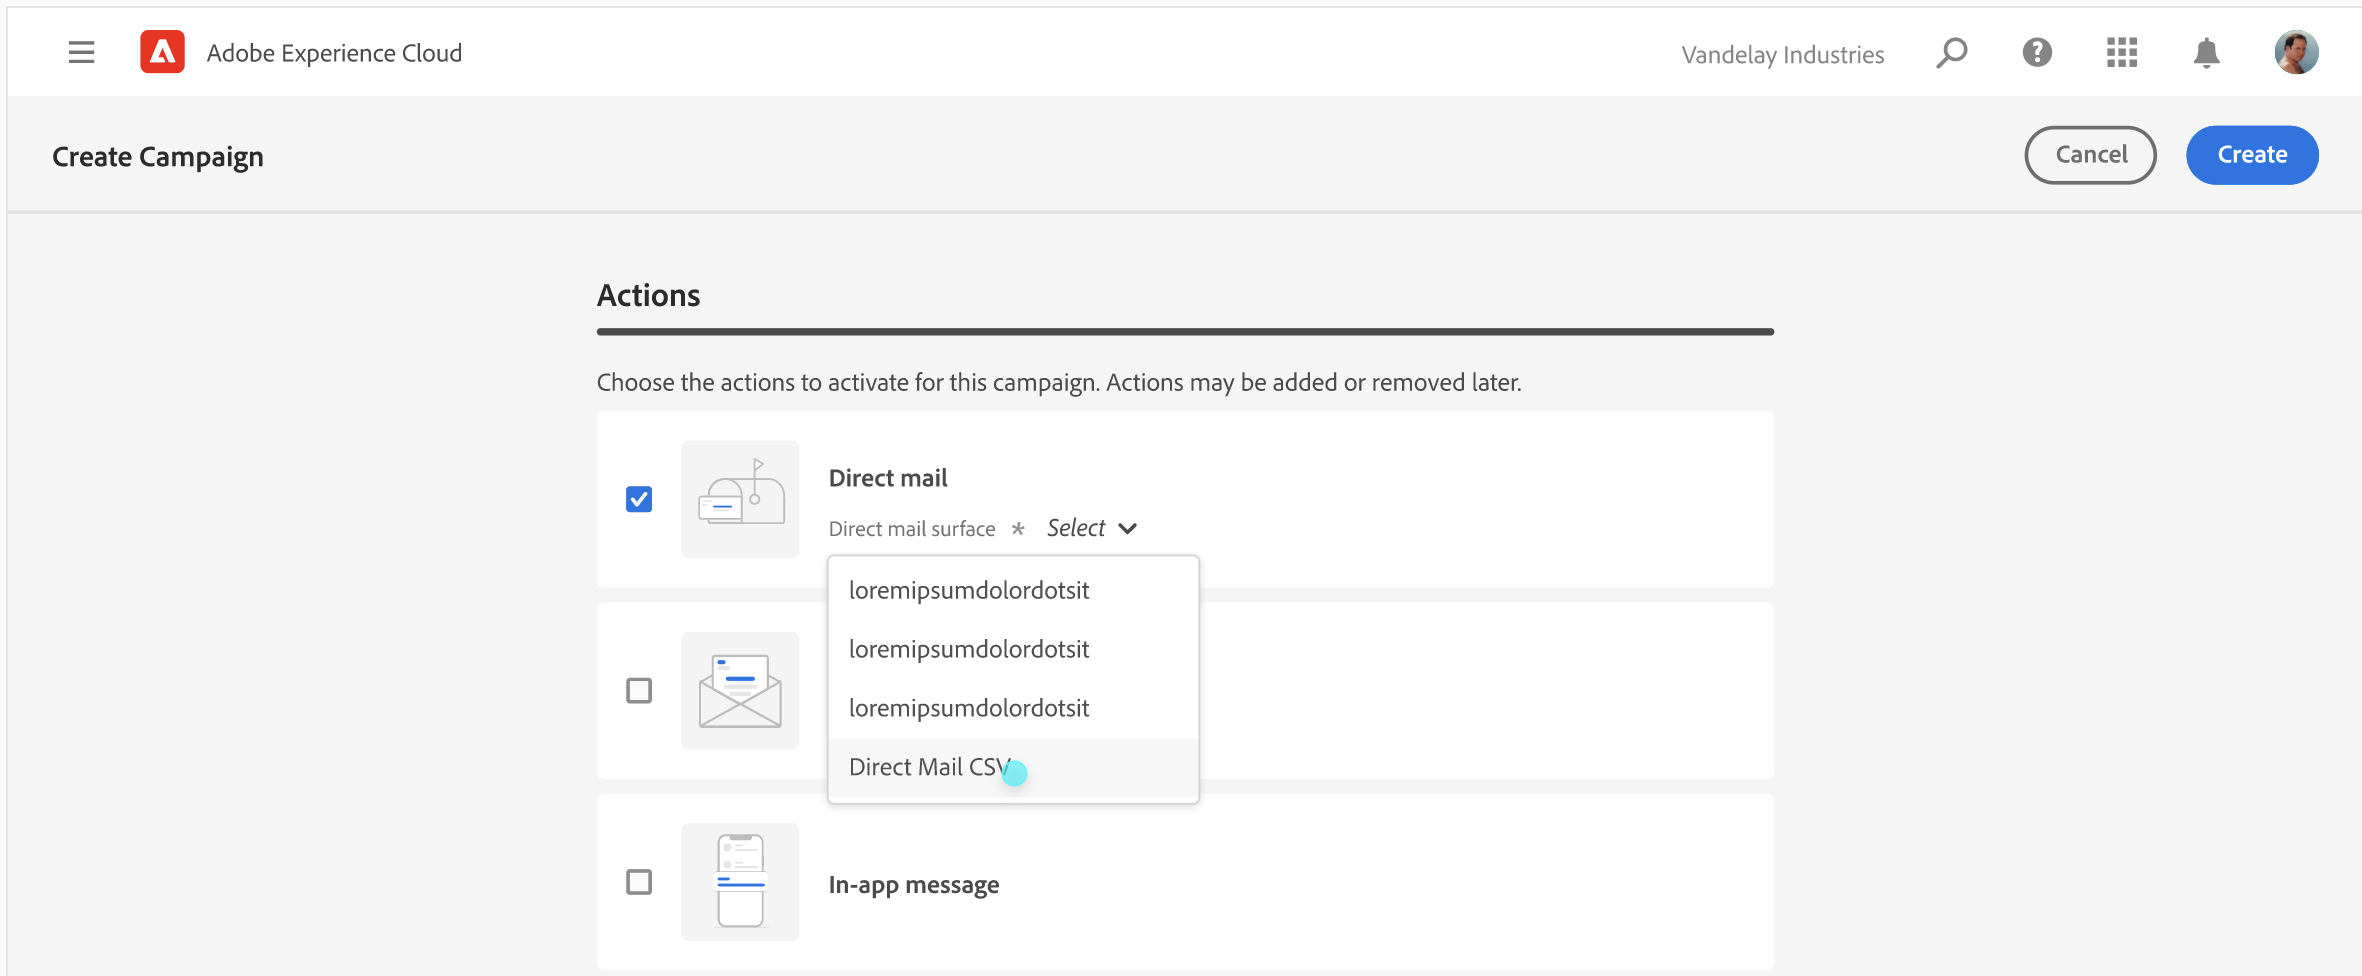 Adobe Experience Cloud
Vandelay Industries
Create Campaign
Cancel
Create
Actions
Choose the actions to activate for this campaign. Actions may be added or removed later.
Direct mail
Direct mail surface * Select
loremipsumdolordotsit
loremipsumdolordotsit
loremipsumdolordotsit
Direct Mail CSV
In-app message